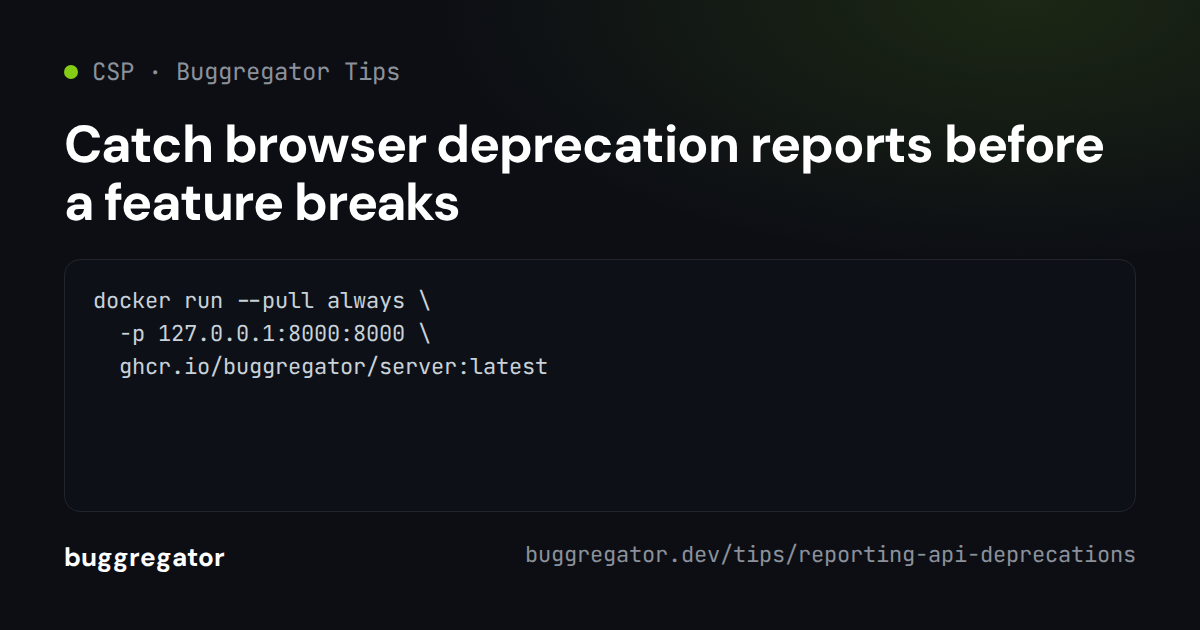 CSP · Buggregator Tips
Catch browser deprecation reports before
a feature breaks
docker run --pull always \
  -p 127.0.0.1:8000:8000 \
  ghcr.io/buggregator/server:latest
buggregator
buggregator.dev/tips/reporting-api-deprecations